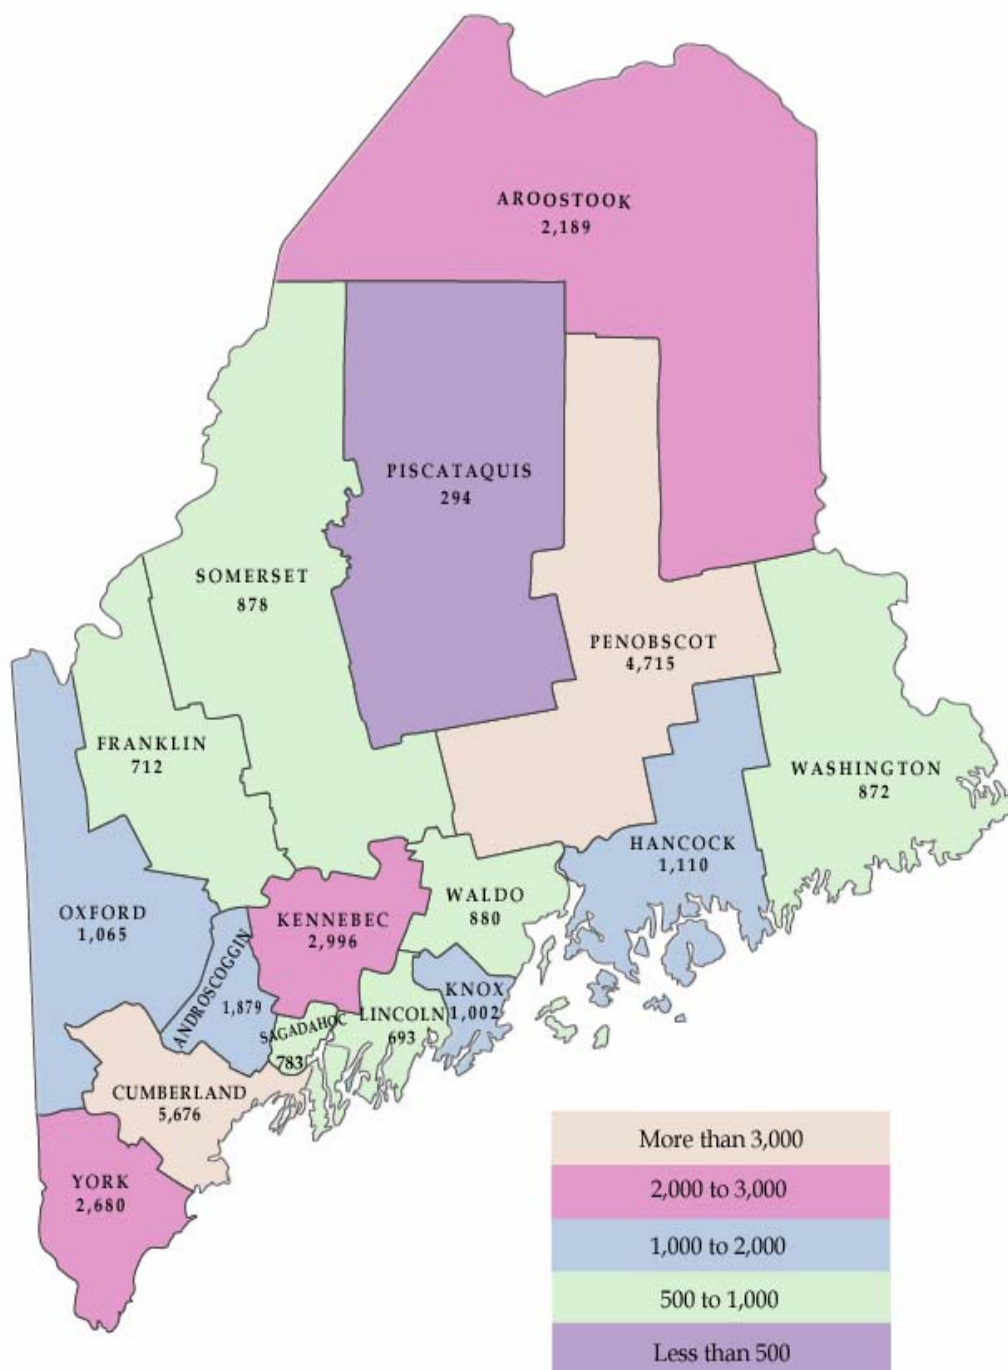 AROOSTOOK
2,189
PISCATAQUIS
294
SOMERSET
878
PENOBSCOT
4,715
FRANKLIN
712
WASHINGTON
872
HANCOCK
1,110
WALDO
880
OXFORD
1,065
KENNEBEC
2,996
ANDROSCOGGIN
1,879
KNOX
1,002
LINCOLN
693
SAGADAHOC
783
CUMBERLAND
5,676
YORK
2,680
More than 3,000
2,000 to 3,000
1,000 to 2,000
500 to 1,000
Less than 500